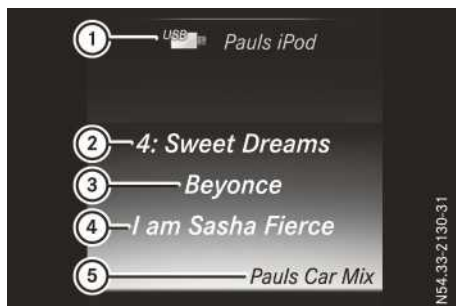 1 USB Pauls iPod
2 4: Sweet Dreams
3 Beyonce
4 I am Sasha Fierce
5 Pauls Car Mix
N54.33-2130-31